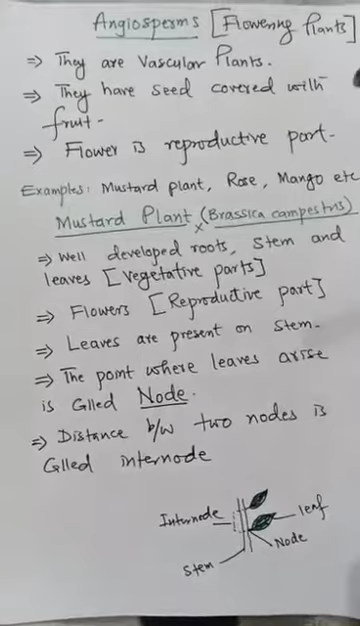 Angiosperms [Flowering Plants]
⇒ They are Vascular Plants.
⇒ They have seed covered with
fruit.
⇒ Flower is reproductive part.
Examples: Mustard plant, Rose, Mango etc
Mustard Plant (Brassica campestris)
⇒ Well developed roots, Stem and
leaves [Vegetative parts]
⇒ Flowers [Reproductive part]
⇒ Leaves are present on Stem.
⇒ The point where leaves arise
is Called Node.
⇒ Distance b/w two nodes is
Called internode
Internode
leaf
Node
Stem